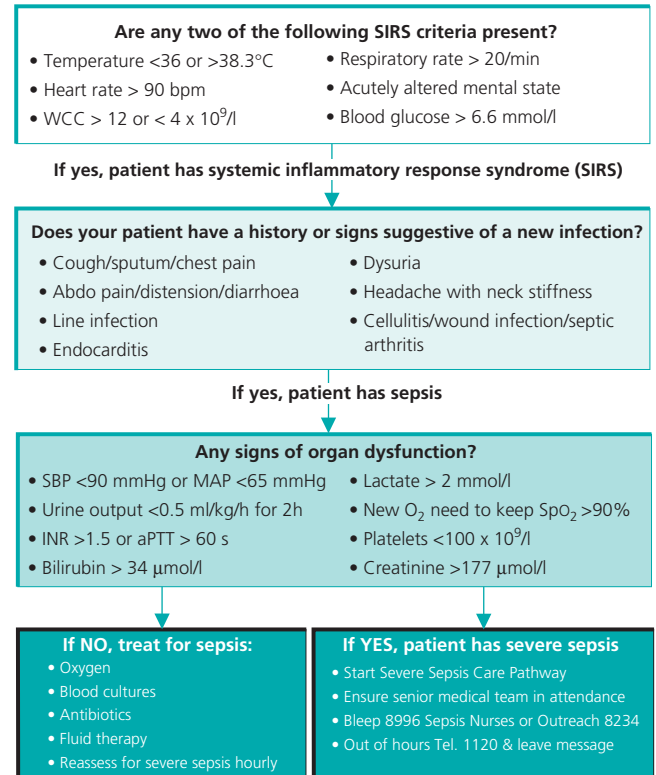 Are any two of the following SIRS criteria present?
• Temperature <36 or >38.3°C
• Heart rate > 90 bpm
• WCC > 12 or < 4 x 10⁹/l
• Respiratory rate > 20/min
• Acutely altered mental state
• Blood glucose > 6.6 mmol/l
If yes, patient has systemic inflammatory response syndrome (SIRS)
Does your patient have a history or signs suggestive of a new infection?
• Cough/sputum/chest pain
• Abdo pain/distension/diarrhoea
• Line infection
• Endocarditis
• Dysuria
• Headache with neck stiffness
• Cellulitis/wound infection/septic
arthritis
If yes, patient has sepsis
Any signs of organ dysfunction?
• SBP <90 mmHg or MAP <65 mmHg
• Urine output <0.5 ml/kg/h for 2h
• INR >1.5 or aPTT > 60 s
• Bilirubin > 34 µmol/l
• Lactate > 2 mmol/l
• New O₂ need to keep SpO₂ >90%
• Platelets <100 x 10⁹/l
• Creatinine >177 µmol/l
If NO, treat for sepsis:
• Oxygen
• Blood cultures
• Antibiotics
• Fluid therapy
• Reassess for severe sepsis hourly
If YES, patient has severe sepsis
• Start Severe Sepsis Care Pathway
• Ensure senior medical team in attendance
• Bleep 8996 Sepsis Nurses or Outreach 8234
• Out of hours Tel. 1120 & leave message